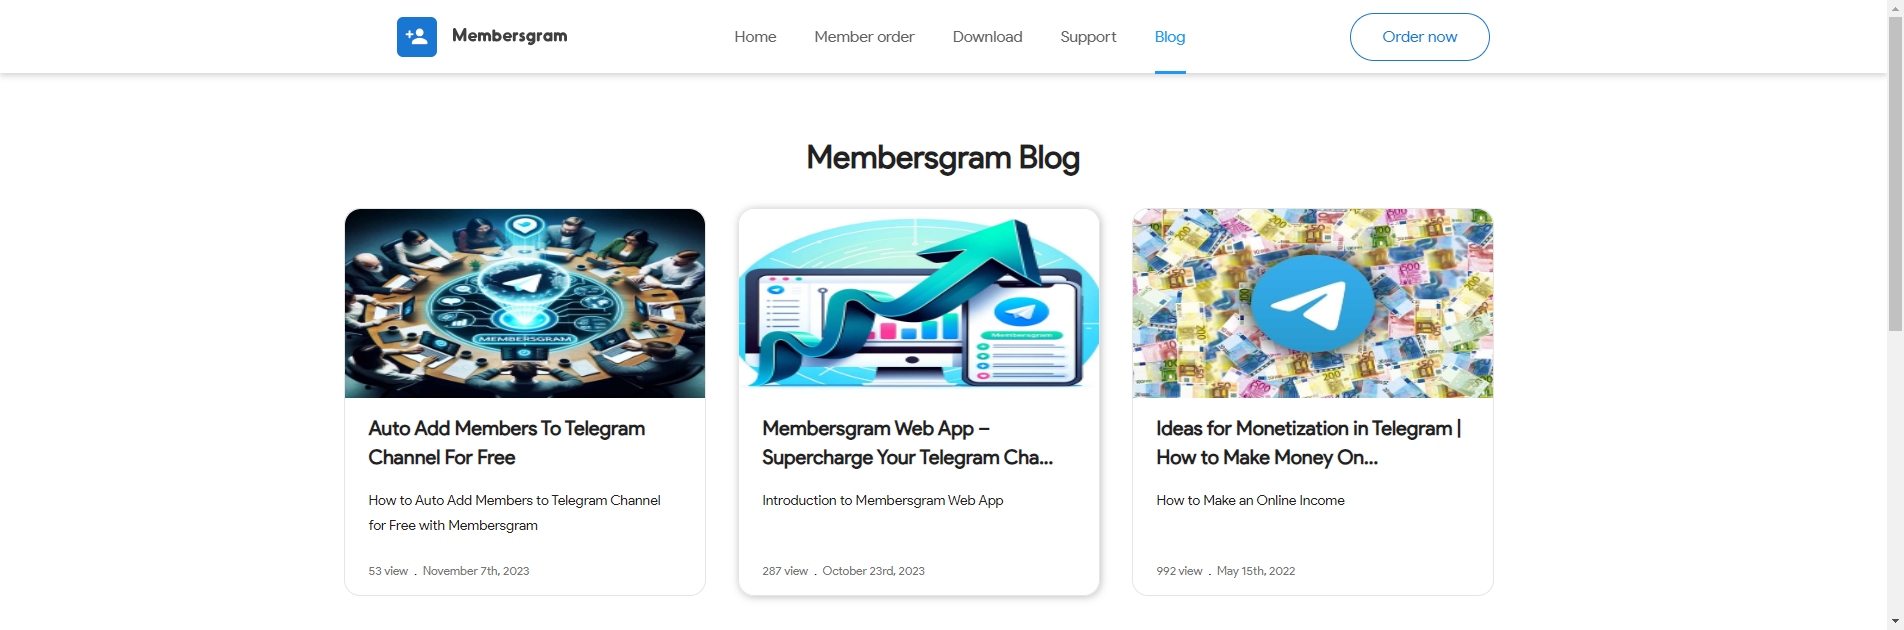 Membersgram
Home
Member order
Download
Support
Blog
Order now
Membersgram Blog
MEMBERSGRAM
Membersgram
Auto Add Members To Telegram
Channel For Free
How to Auto Add Members to Telegram Channel
for Free with Membersgram
53 view . November 7th, 2023
Membersgram Web App –
Supercharge Your Telegram Cha...
Introduction to Membersgram Web App
287 view . October 23rd, 2023
Ideas for Monetization in Telegram |
How to Make Money On...
How to Make an Online Income
992 view . May 15th, 2022